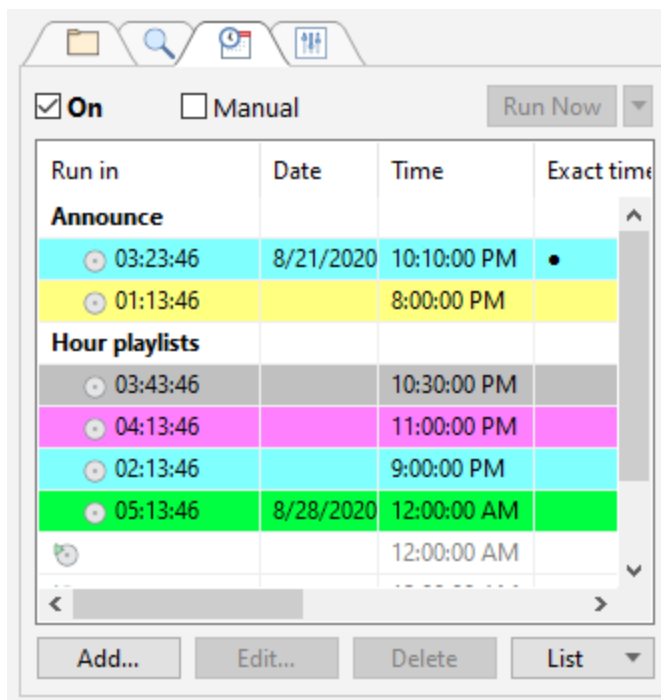 On Manual Run Now
Run in Date Time Exact time
Announce
03:23:46 8/21/2020 10:10:00 PM •
01:13:46 8:00:00 PM
Hour playlists
03:43:46 10:30:00 PM
04:13:46 11:00:00 PM
02:13:46 9:00:00 PM
05:13:46 8/28/2020 12:00:00 AM
12:00:00 AM
Add... Edit... Delete List